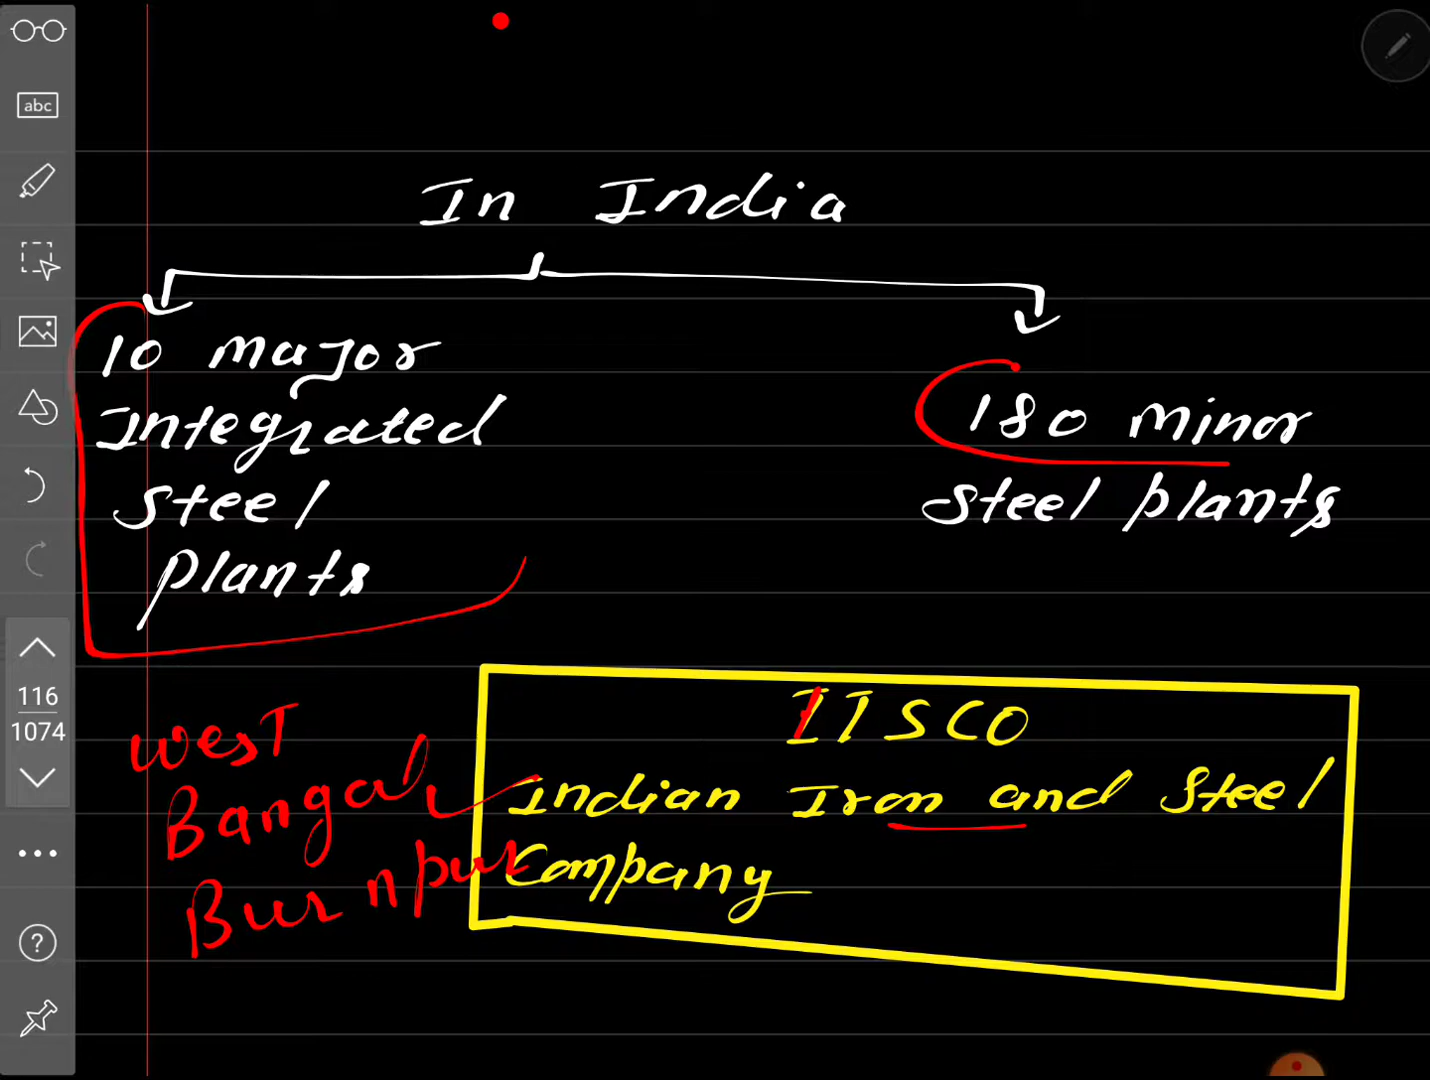 abc
In India
10 major
Integrated
Steel
plants
180 minor
Steel plants
116
1074
West
Bangal
Burnpur
IISCO
Indian Iron and Steel
Company
?